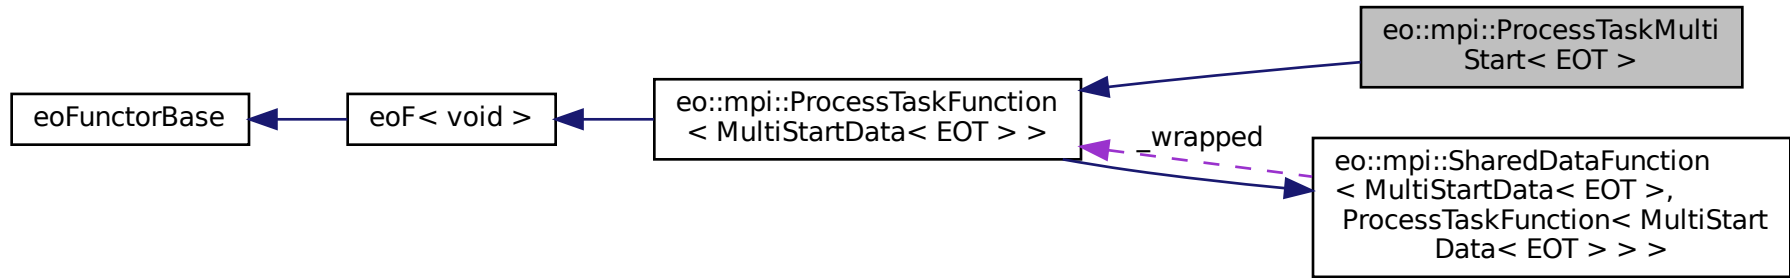 eo::mpi::ProcessTaskMulti
Start< EOT >
eoFunctorBase
eoF< void >
eo::mpi::ProcessTaskFunction
< MultiStartData< EOT > >
_wrapped
eo::mpi::SharedDataFunction
< MultiStartData< EOT >,
ProcessTaskFunction< MultiStart
Data< EOT > > >